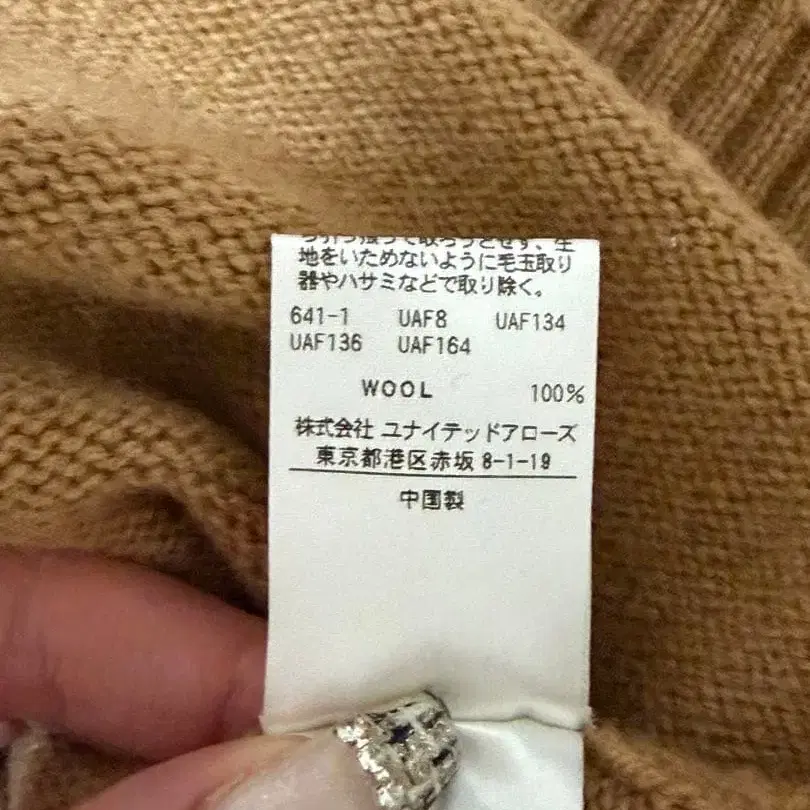 地をいためないように毛玉取り
器やハサミなどで取り除く。
641-1 UAF8 UAF134
UAF136 UAF164
WOOL 100%
株式会社 ユナイテッドアローズ
東京都港区赤坂 8-1-19
中国製